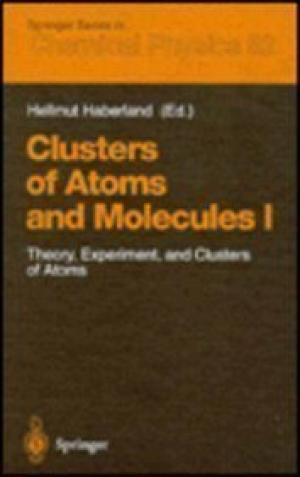 Springer Series in
Chemical Physics 52
Hellmut Haberland (Ed.)
Clusters
of Atoms
and Molecules I
Theory, Experiment, and Clusters
of Atoms
Springer